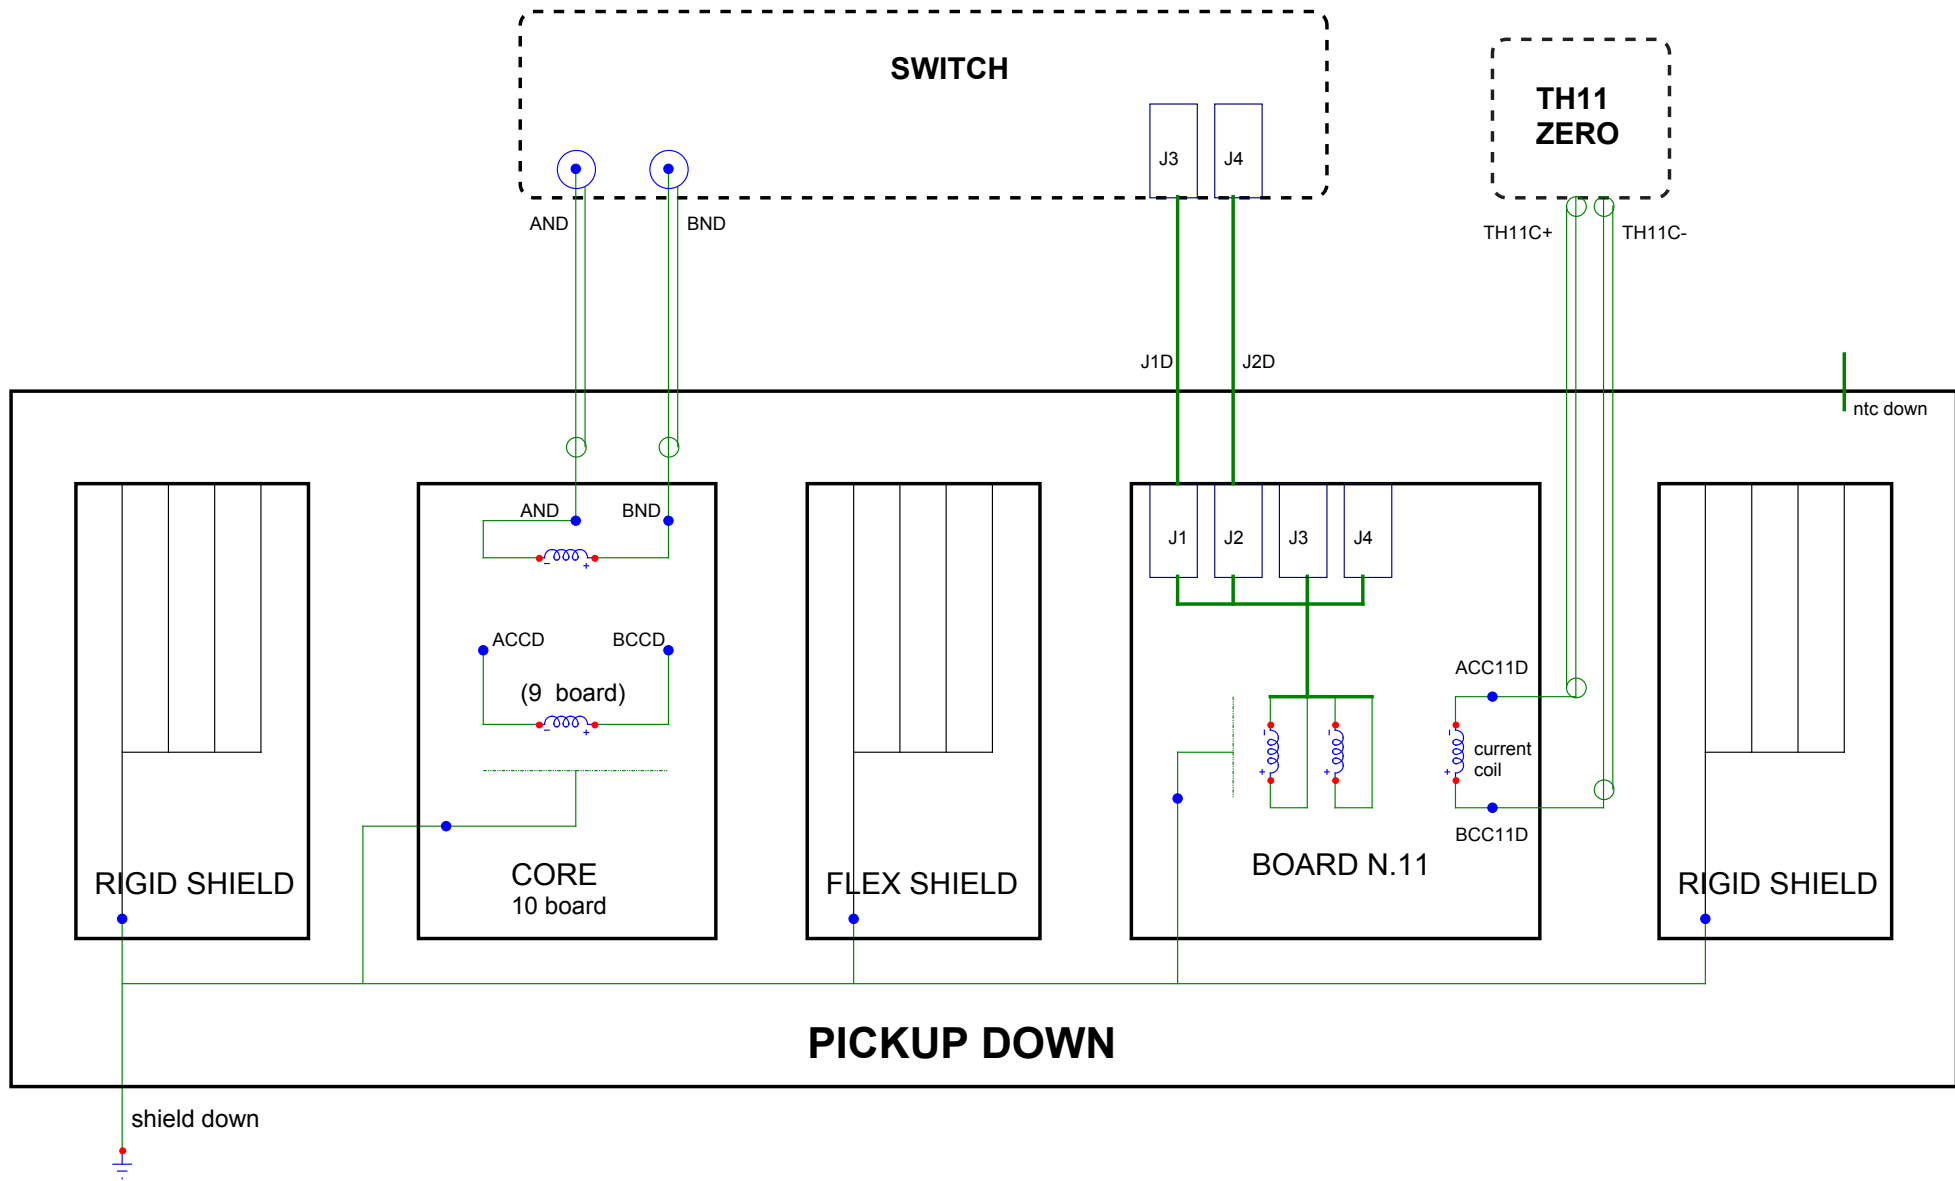 SWITCH
TH11
ZERO
J3
J4
AND
BND
TH11C+
TH11C-
J1D
J2D
ntc down
AND
BND
J1
J2
J3
J4
-
+
ACCD
BCCD
(9 board)
-
+
ACC11D
-
+
-
+
-
+
current
coil
BCC11D
RIGID SHIELD
CORE
10 board
FLEX SHIELD
BOARD N.11
RIGID SHIELD
PICKUP DOWN
shield down